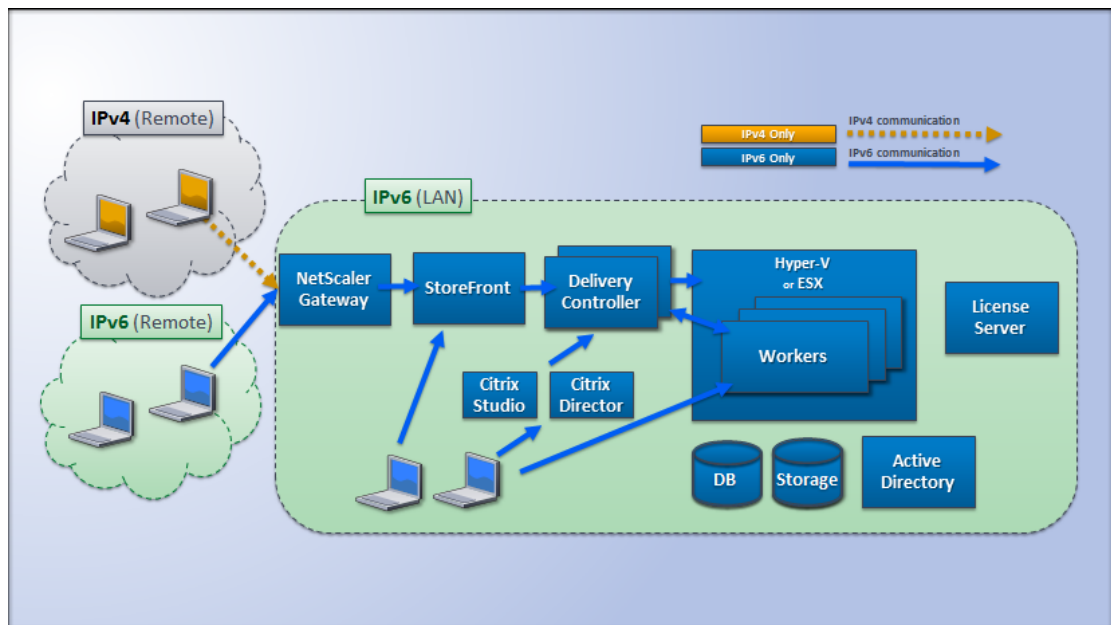 IPv4 (Remote)
IPv4 Only
IPv4 communication
IPv6 Only
IPv6 communication
IPv6 (LAN)
NetScaler
Gateway
StoreFront
Delivery
Controller
Hyper-V
or ESX
Workers
License
Server
IPv6 (Remote)
Citrix
Studio
Citrix
Director
DB
Storage
Active
Directory